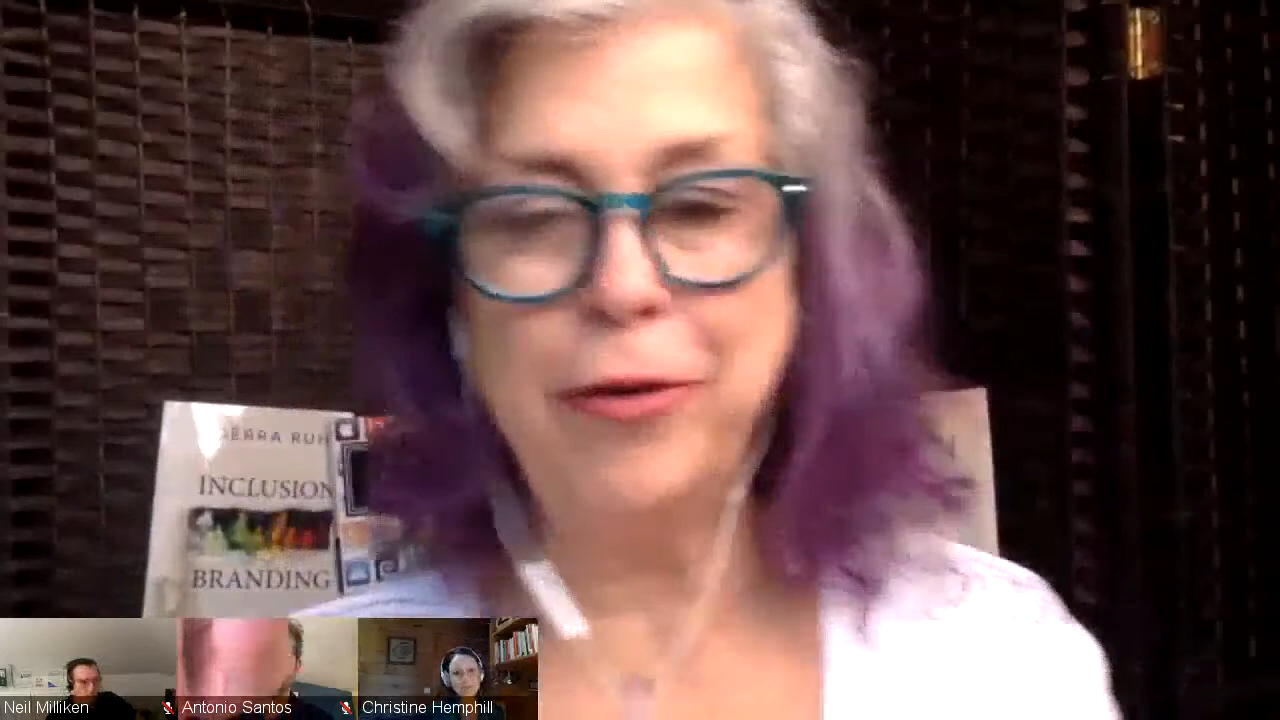 INCLUSION
BRANDING
Neil Milliken
Antonio Santos
Christine Hemphill